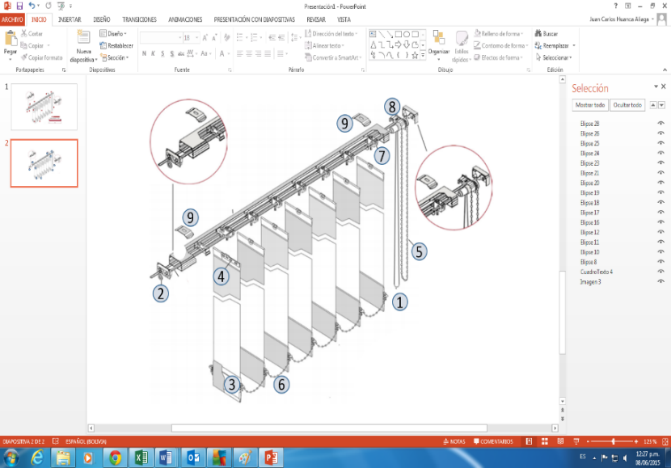 Presentación1 - PowerPoint
ARCHIVO INICIO INSERTAR DISEÑO TRANSICIONES ANIMACIONES PRESENTACIÓN CON DIAPOSITIVAS REVISAR VISTA
Juan Carlos Huanca Aliaga
Pegar
Cortar
Copiar
Copiar formato
Portapapeles
Nueva diapositiva
Diseño
Restablecer
Sección
Diapositivas
N K S
Fuente
Dirección del texto
Alinear texto
Convertir a SmartArt
Párrafo
Organizar
Estilos rápidos
Relleno de forma
Contorno de forma
Efectos de forma
Dibujo
Buscar
Reemplazar
Seleccionar
Edición
1
2
9
8
7
9
5
4
2
1
3
6
Selección
Mostrar todo Ocultar todo
Elipse 28
Elipse 26
Elipse 25
Elipse 24
Elipse 23
Elipse 21
Elipse 20
Elipse 19
Elipse 18
Elipse 17
Elipse 10
Elipse 12
Elipse 11
Elipse 10
Elipse 8
CuadroTexto 4
Imagen 3
DIAPOSITIVA 2 DE 2 ESPAÑOL (BOLIVIA)
NOTAS COMENTARIOS 121 %
ES
12:27 p.m.
08/06/2015